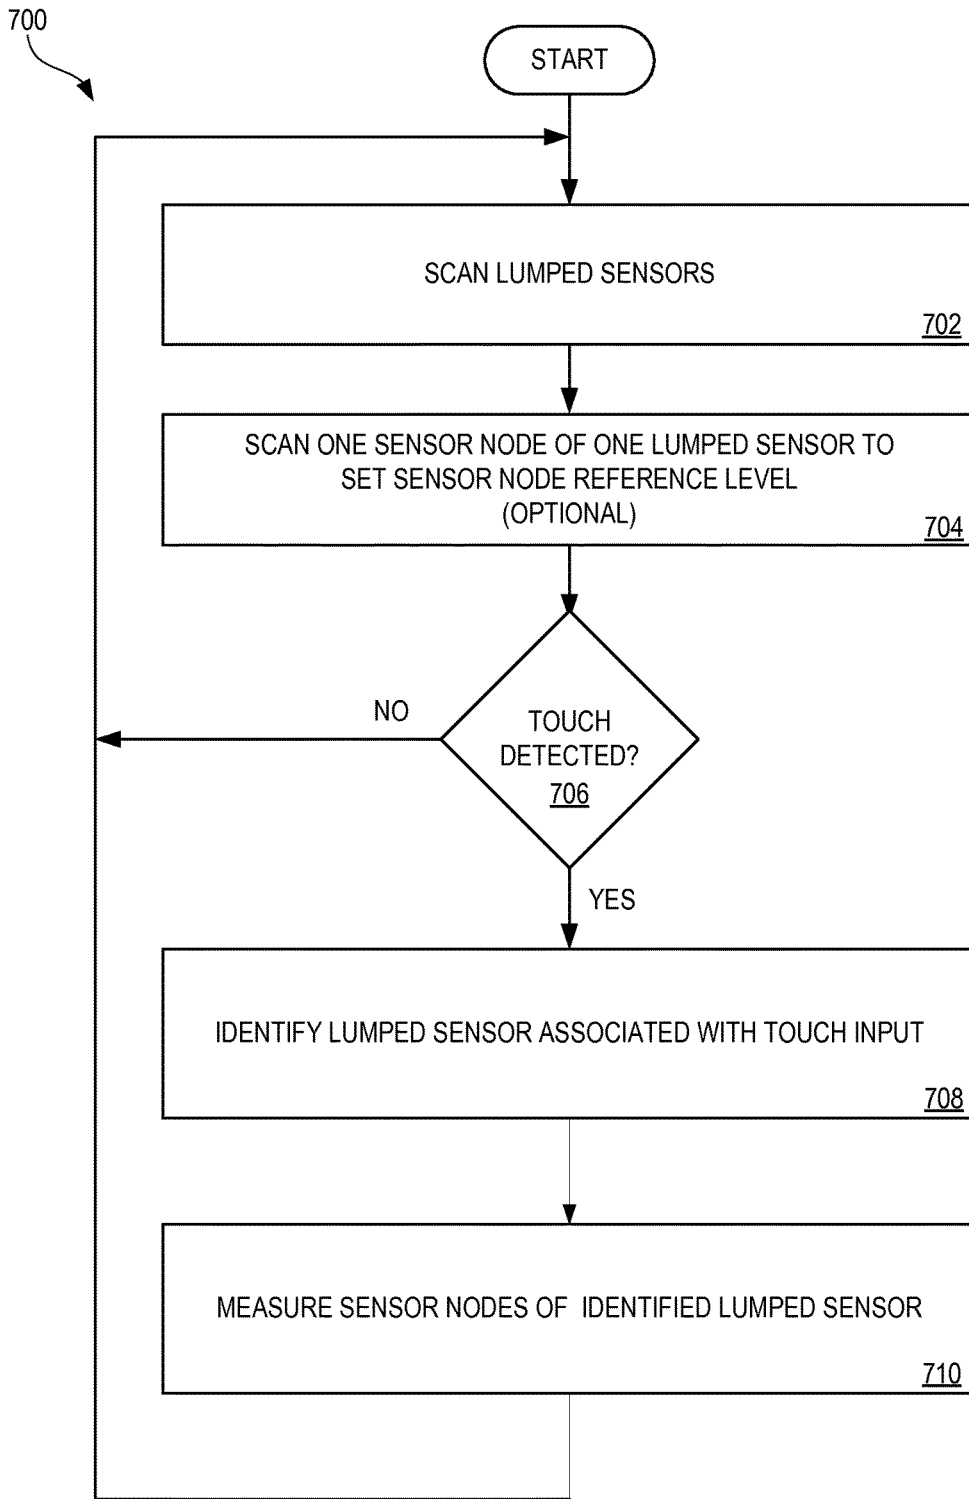 700
START
SCAN LUMPED SENSORS
702
SCAN ONE SENSOR NODE OF ONE LUMPED SENSOR TO
SET SENSOR NODE REFERENCE LEVEL
(OPTIONAL)
704
NO
TOUCH
DETECTED?
706
YES
IDENTIFY LUMPED SENSOR ASSOCIATED WITH TOUCH INPUT
708
MEASURE SENSOR NODES OF IDENTIFIED LUMPED SENSOR
710